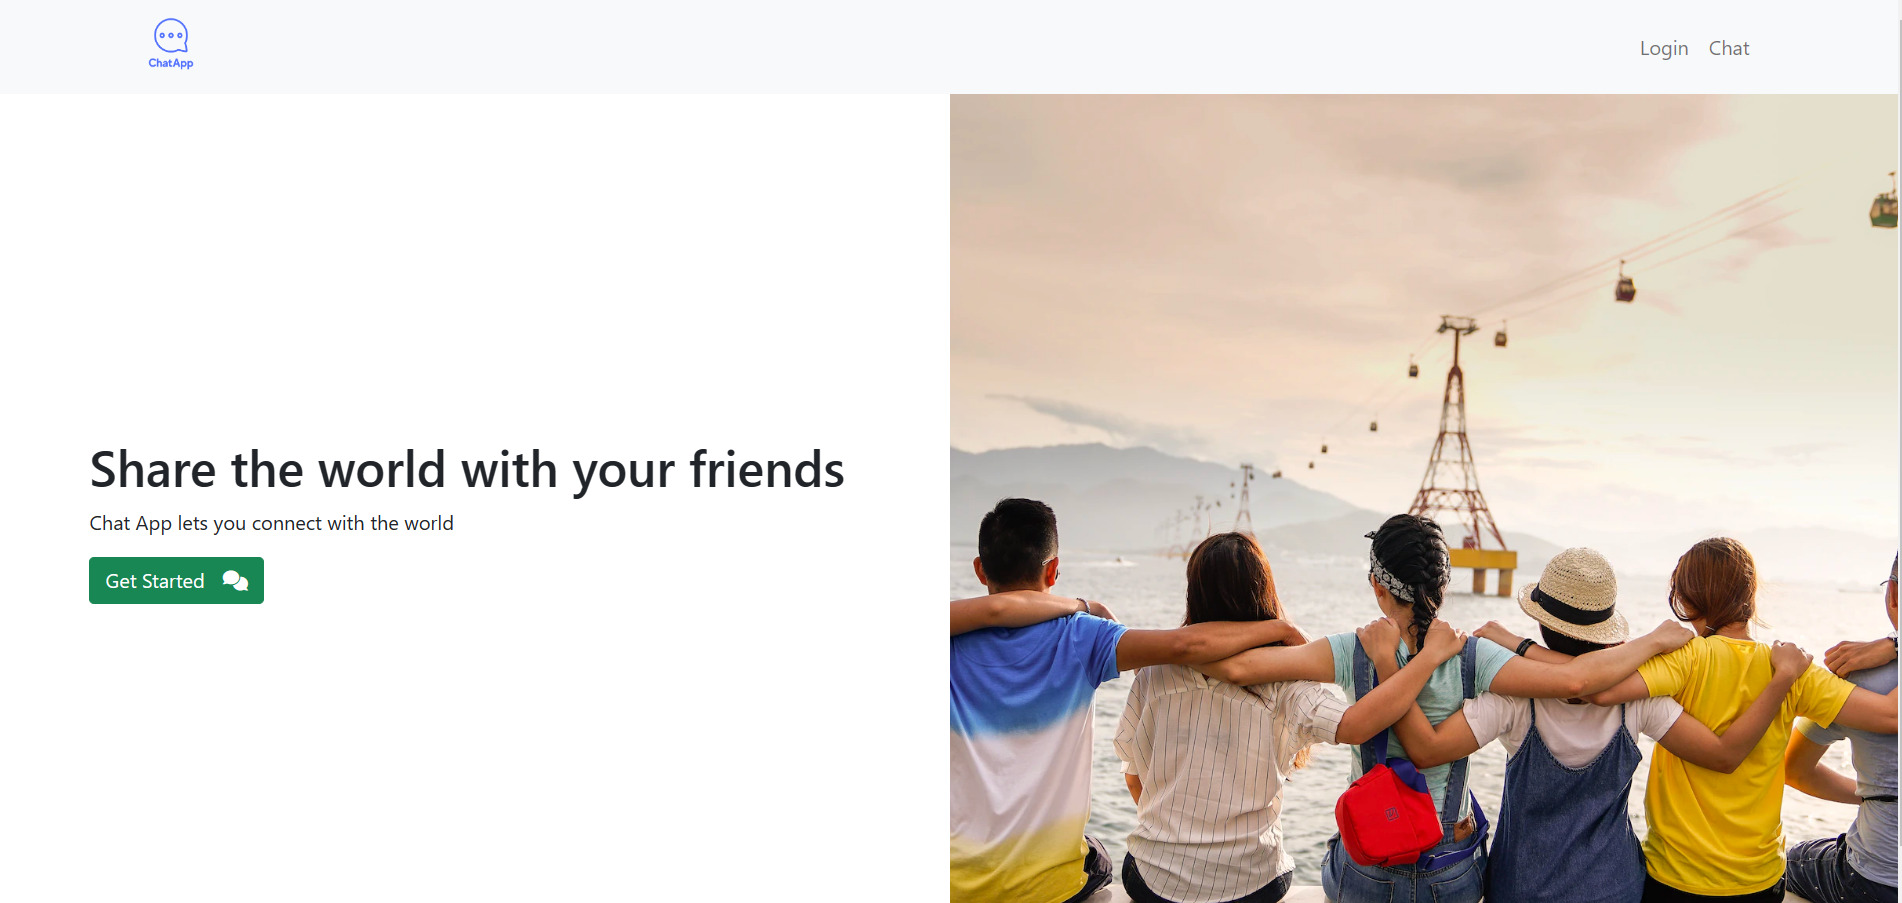 ChatApp
Login Chat
Share the world with your friends
Chat App lets you connect with the world
Get Started